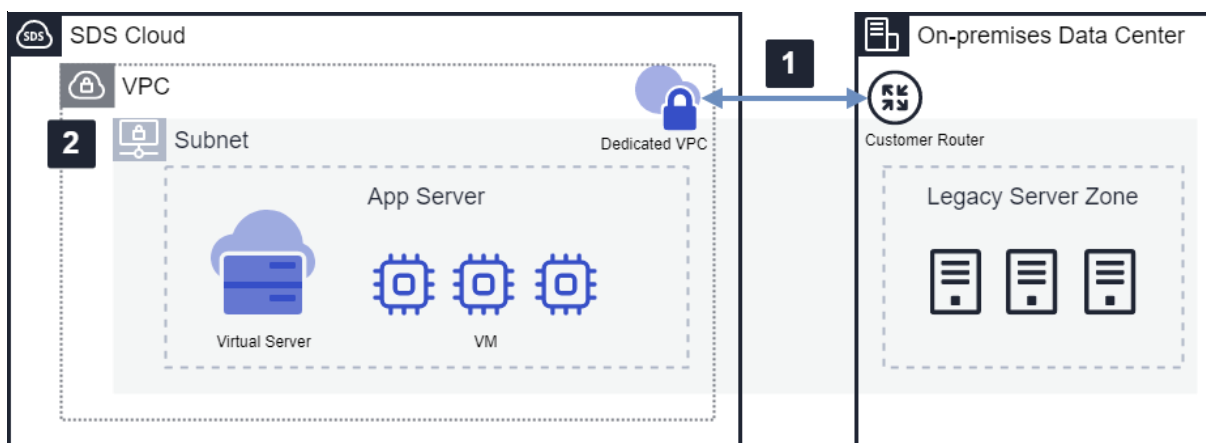 SDS
SDS Cloud
VPC
2
Subnet
Dedicated VPC
App Server
Virtual Server
VM
1
On-premises Data Center
Customer Router
Legacy Server Zone